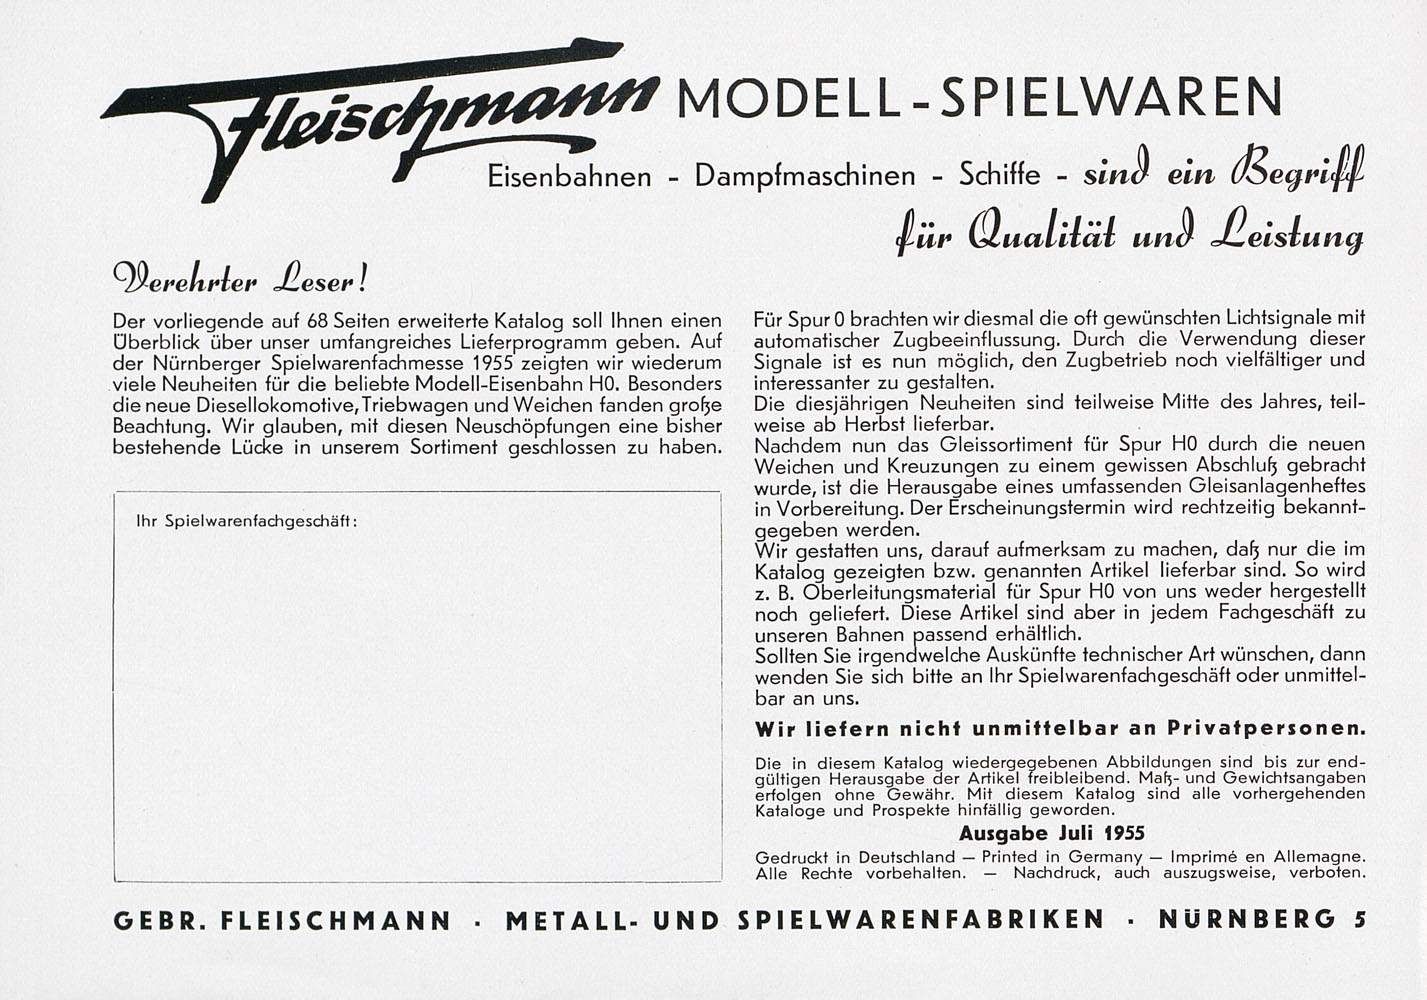 Fleischmann MODELL-SPIELWAREN
Eisenbahnen - Dampfmaschinen - Schiffe - sind ein Begriff
für Qualität und Leistung
Verehrter Leser!
Der vorliegende auf 68 Seiten erweiterte Katalog soll Ihnen einen
Überblick über unser umfangreiches Lieferprogramm geben. Auf
der Nürnberger Spielwarenfachmesse 1955 zeigten wir wiederum
viele Neuheiten für die beliebte Modell-Eisenbahn H0. Besonders
die neue Diesellokomotive, Triebwagen und Weichen fanden große
Beachtung. Wir glauben, mit diesen Neuschöpfungen eine bisher
bestehende Lücke in unserem Sortiment geschlossen zu haben.
Ihr Spielwarenfachgeschäft:
Für Spur 0 brachten wir diesmal die oft gewünschten Lichtsignale mit
automatischer Zugbeeinflussung. Durch die Verwendung dieser
Signale ist es nun möglich, den Zugbetrieb noch vielfältiger und
interessanter zu gestalten.
Die diesjährigen Neuheiten sind teilweise Mitte des Jahres, teil-
weise ab Herbst lieferbar.
Nachdem nun das Gleissortiment für Spur H0 durch die neuen
Weichen und Kreuzungen zu einem gewissen Abschluß gebracht
wurde, ist die Herausgabe eines umfassenden Gleisanlagenheftes
in Vorbereitung. Der Erscheinungstermin wird rechtzeitig bekannt-
gegeben werden.
Wir gestatten uns, darauf aufmerksam zu machen, daß nur die im
Katalog gezeigten bzw. genannten Artikel lieferbar sind. So wird
z. B. Oberleitungsmaterial für Spur H0 von uns weder hergestellt
noch geliefert. Diese Artikel sind aber in jedem Fachgeschäft zu
unseren Bahnen passend erhältlich.
Sollten Sie irgendwelche Auskünfte technischer Art wünschen, dann
wenden Sie sich bitte an Ihr Spielwarenfachgeschäft oder unmittel-
bar an uns.
Wir liefern nicht unmittelbar an Privatpersonen.
Die in diesem Katalog wiedergegebenen Abbildungen sind bis zur end-
gültigen Herausgabe der Artikel freibleibend. Maß- und Gewichtsangaben
erfolgen ohne Gewähr. Mit diesem Katalog sind alle vorhergehenden
Kataloge und Prospekte hinfällig geworden.
Ausgabe Juli 1955
Gedruckt in Deutschland — Printed in Germany — Imprimé en Allemagne.
Alle Rechte vorbehalten. — Nachdruck, auch auszugsweise, verboten.
GEBR. FLEISCHMANN · METALL- UND SPIELWARENFABRIKEN · NÜRNBERG 5